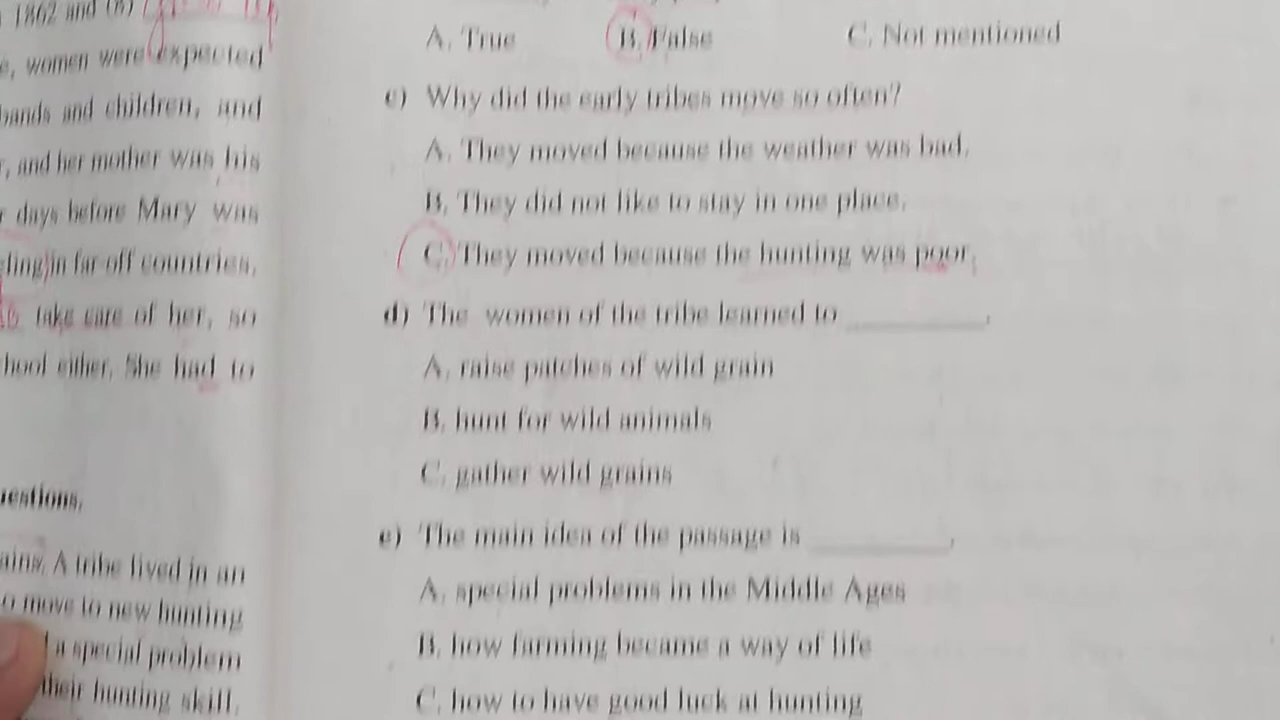 1862 and (8)
women were expected
bands and children, and
, and her mother was his
days before Mary was
ling in far-off countries,
take care of her, so
hool either. She had to
estions.
ains. A tribe lived in an
o move to new hunting
a special problem
their hunting skill.
A. True B. False C. Not mentioned
c) Why did the early tribes move so often?
A. They moved because the weather was bad.
B. They did not like to stay in one place.
C. They moved because the hunting was poor.
d) The women of the tribe learned to ________.
A. raise patches of wild grain
B. hunt for wild animals
C. gather wild grains
e) The main idea of the passage is ________.
A. special problems in the Middle Ages
B. how farming became a way of life
C. how to have good luck at hunting